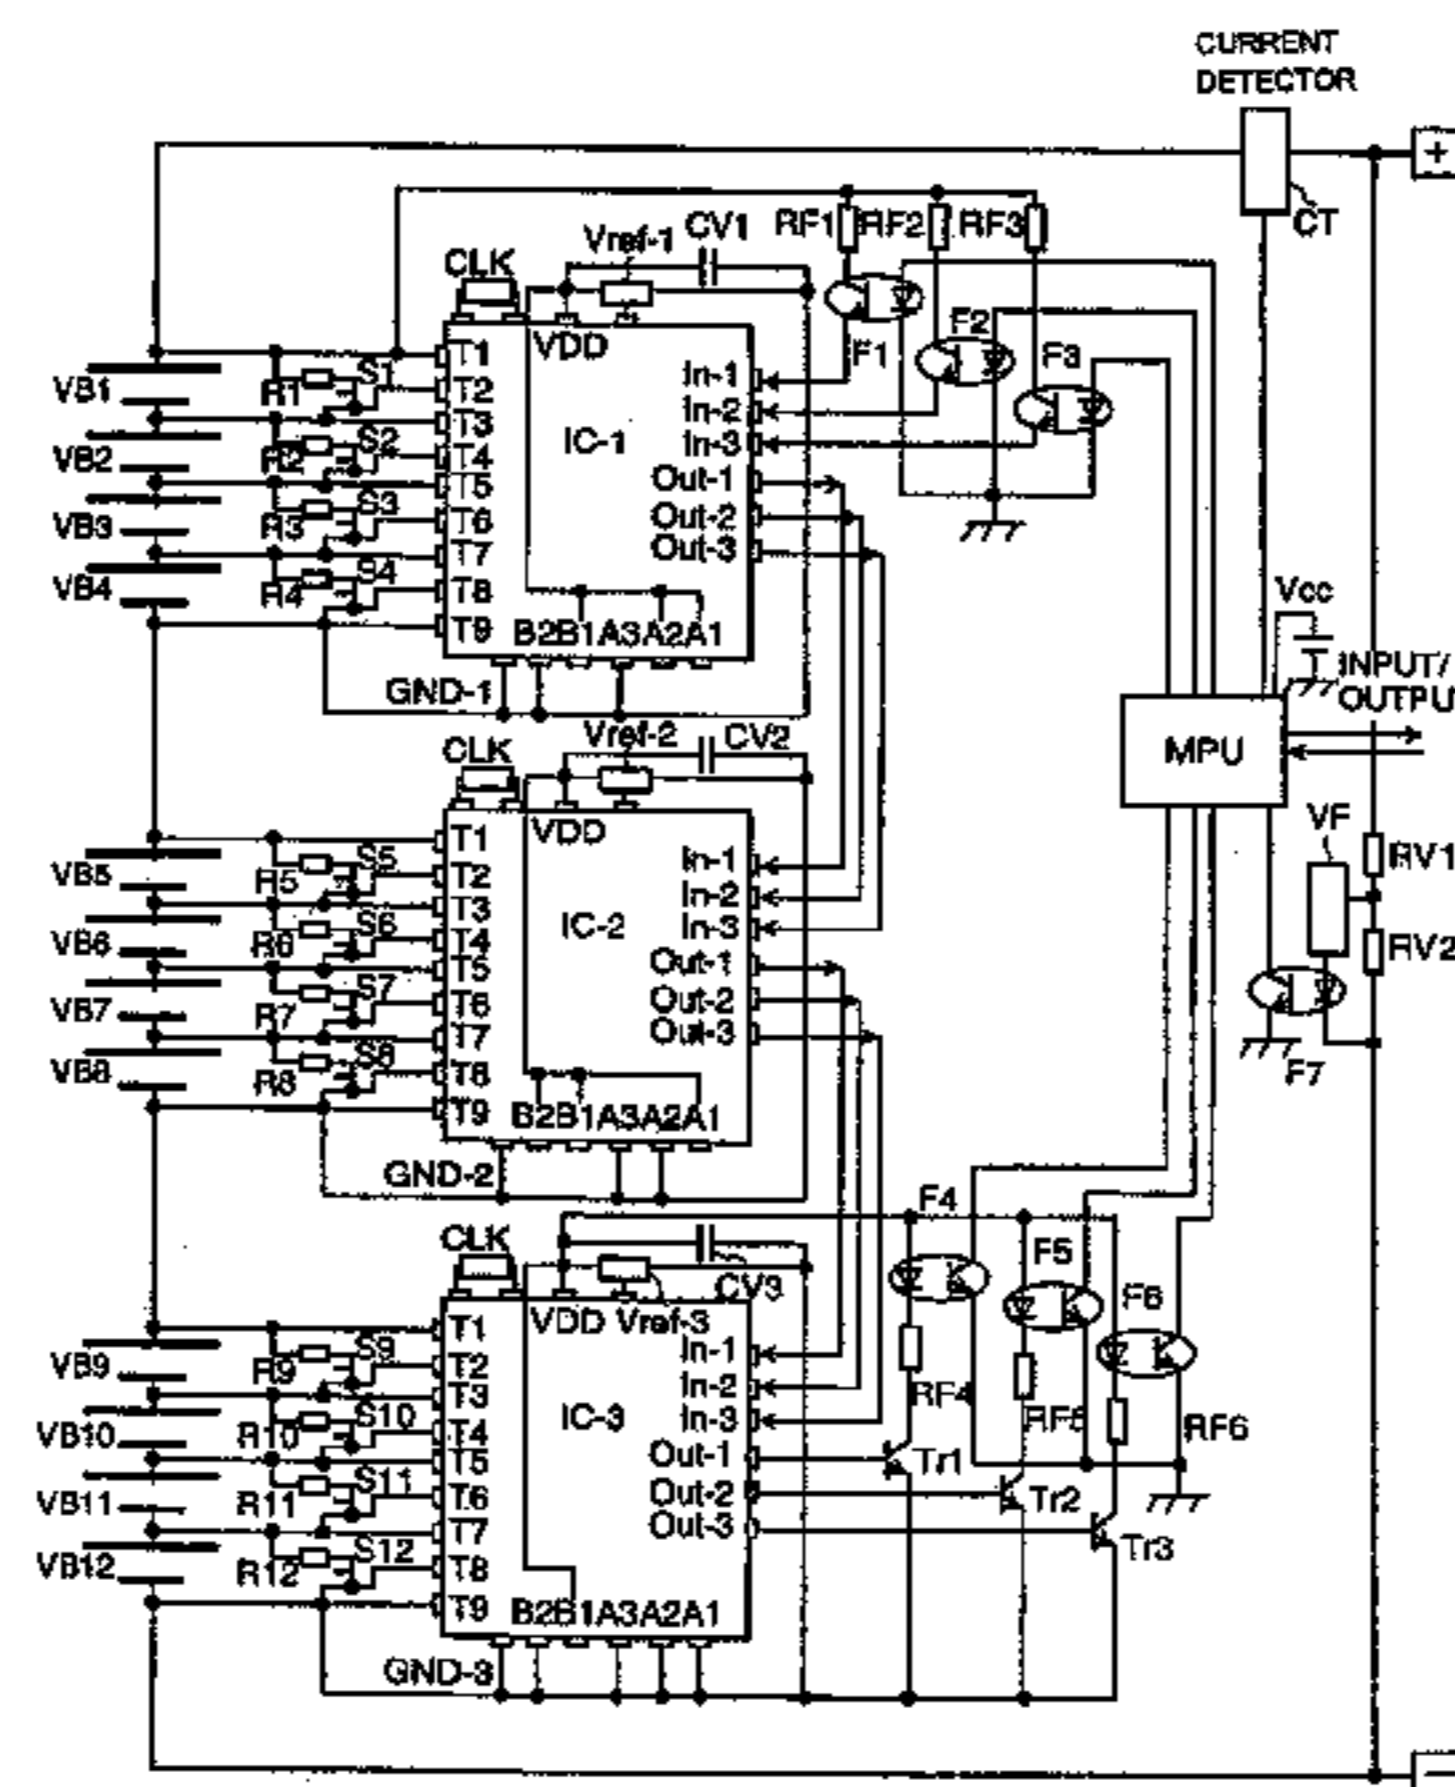 CURRENT
DETECTOR
+
CT
RF1
RF2
RF3
Vref-1
CV1
CLK
VDD
F1
F2
F3
VB1
VB2
VB3
VB4
R1
R2
R3
R4
S1
S2
S3
S4
T1
T2
T3
T4
T5
T6
T7
T8
T9
IC-1
In-1
In-2
In-3
Out-1
Out-2
Out-3
B2B1A3A2A1
GND-1
Vcc
INPUT/
OUTPU
MPU
CLK
Vref-2
CV2
VDD
VB5
VB6
VB7
VB8
R5
R6
R7
R8
S5
S6
S7
S8
T1
T2
T3
T4
T5
T6
T7
T8
T9
IC-2
In-1
In-2
In-3
Out-1
Out-2
Out-3
B2B1A3A2A1
GND-2
VF
RV1
RV2
F7
CLK
CV3
VDD
Vref-3
F4
F5
F6
VB9
VB10
VB11
VB12
R9
R10
R11
R12
S9
S10
S11
S12
T1
T2
T3
T4
T5
T6
T7
T8
T9
IC-3
In-1
In-2
In-3
Out-1
Out-2
Out-3
RF4
RF5
RF6
Tr1
Tr2
Tr3
B2B1A3A2A1
GND-3